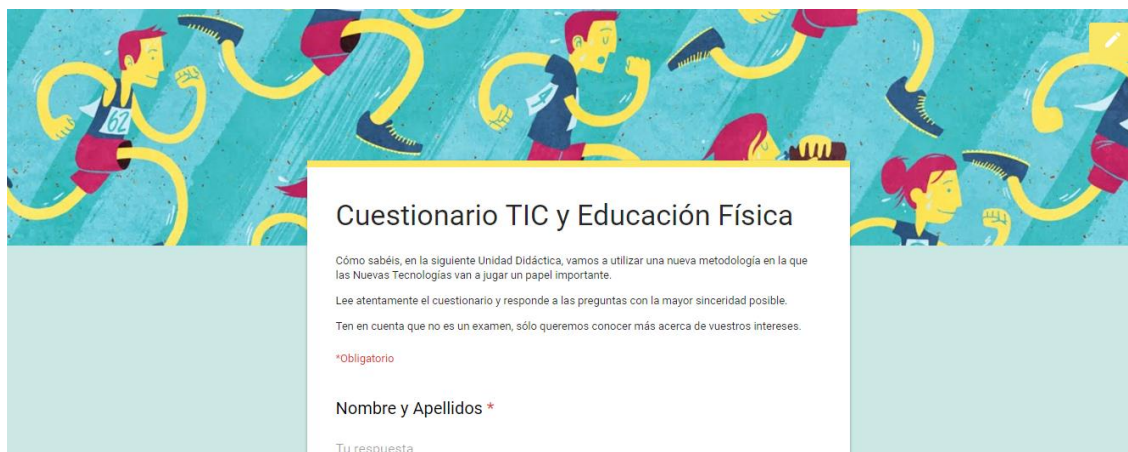 62
4
Cuestionario TIC y Educación Física
Cómo sabéis, en la siguiente Unidad Didáctica, vamos a utilizar una nueva metodología en la que
las Nuevas Tecnologías van a jugar un papel importante.
Lee atentamente el cuestionario y responde a las preguntas con la mayor sinceridad posible.
Ten en cuenta que no es un examen, sólo queremos conocer más acerca de vuestros intereses.
*Obligatorio
Nombre y Apellidos *
Tu respuesta